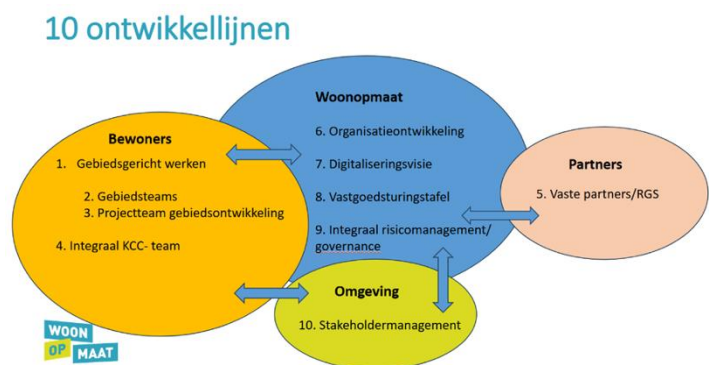 10 ontwikkellijnen
Bewoners
1. Gebiedsgericht werken
2. Gebiedsteams
3. Projectteam gebiedsontwikkeling
4. Integraal KCC- team
Woonopmaat
6. Organisatieontwikkeling
7. Digitaliseringsvisie
8. Vastgoedsturingstafel
9. Integraal risicomanagement/
governance
Partners
5. Vaste partners/RGS
Omgeving
10. Stakeholdermanagement
WOON
OP MAAT